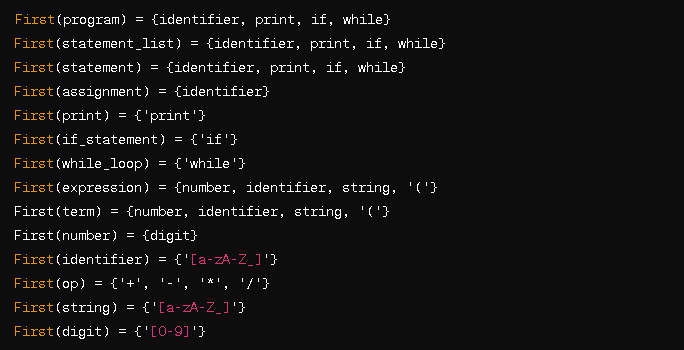 First(program) = {identifier, print, if, while}
First(statement_list) = {identifier, print, if, while}
First(statement) = {identifier, print, if, while}
First(assignment) = {identifier}
First(print) = {'print'}
First(if_statement) = {'if'}
First(while_loop) = {'while'}
First(expression) = {number, identifier, string, '('}
First(term) = {number, identifier, string, '('}
First(number) = {digit}
First(identifier) = {'[a-zA-Z_]'}
First(op) = {'+', '-', '*', '/'}
First(string) = {'[a-zA-Z_]'}
First(digit) = {'[0-9]'}